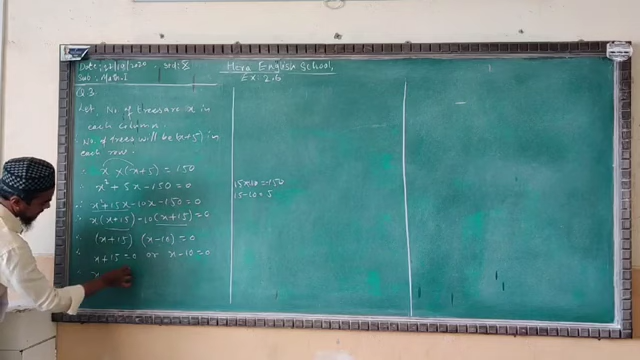 Sub: Math.I
Hira English School,
Ex: 2.6
Q.3
Let, No. of trees are x in
each column
No. of trees will be (x+5) in
each row.
∴ x × (x+5) = 150
∴ x² + 5x - 150 = 0
∴ x² + 15x - 10x - 150 = 0
∴ x(x+15) - 10(x+15) = 0
∴ (x+15) (x-10) = 0
∴ x+15 = 0 or x-10 = 0
∴ x
15×10 = 150
15-10 = 5